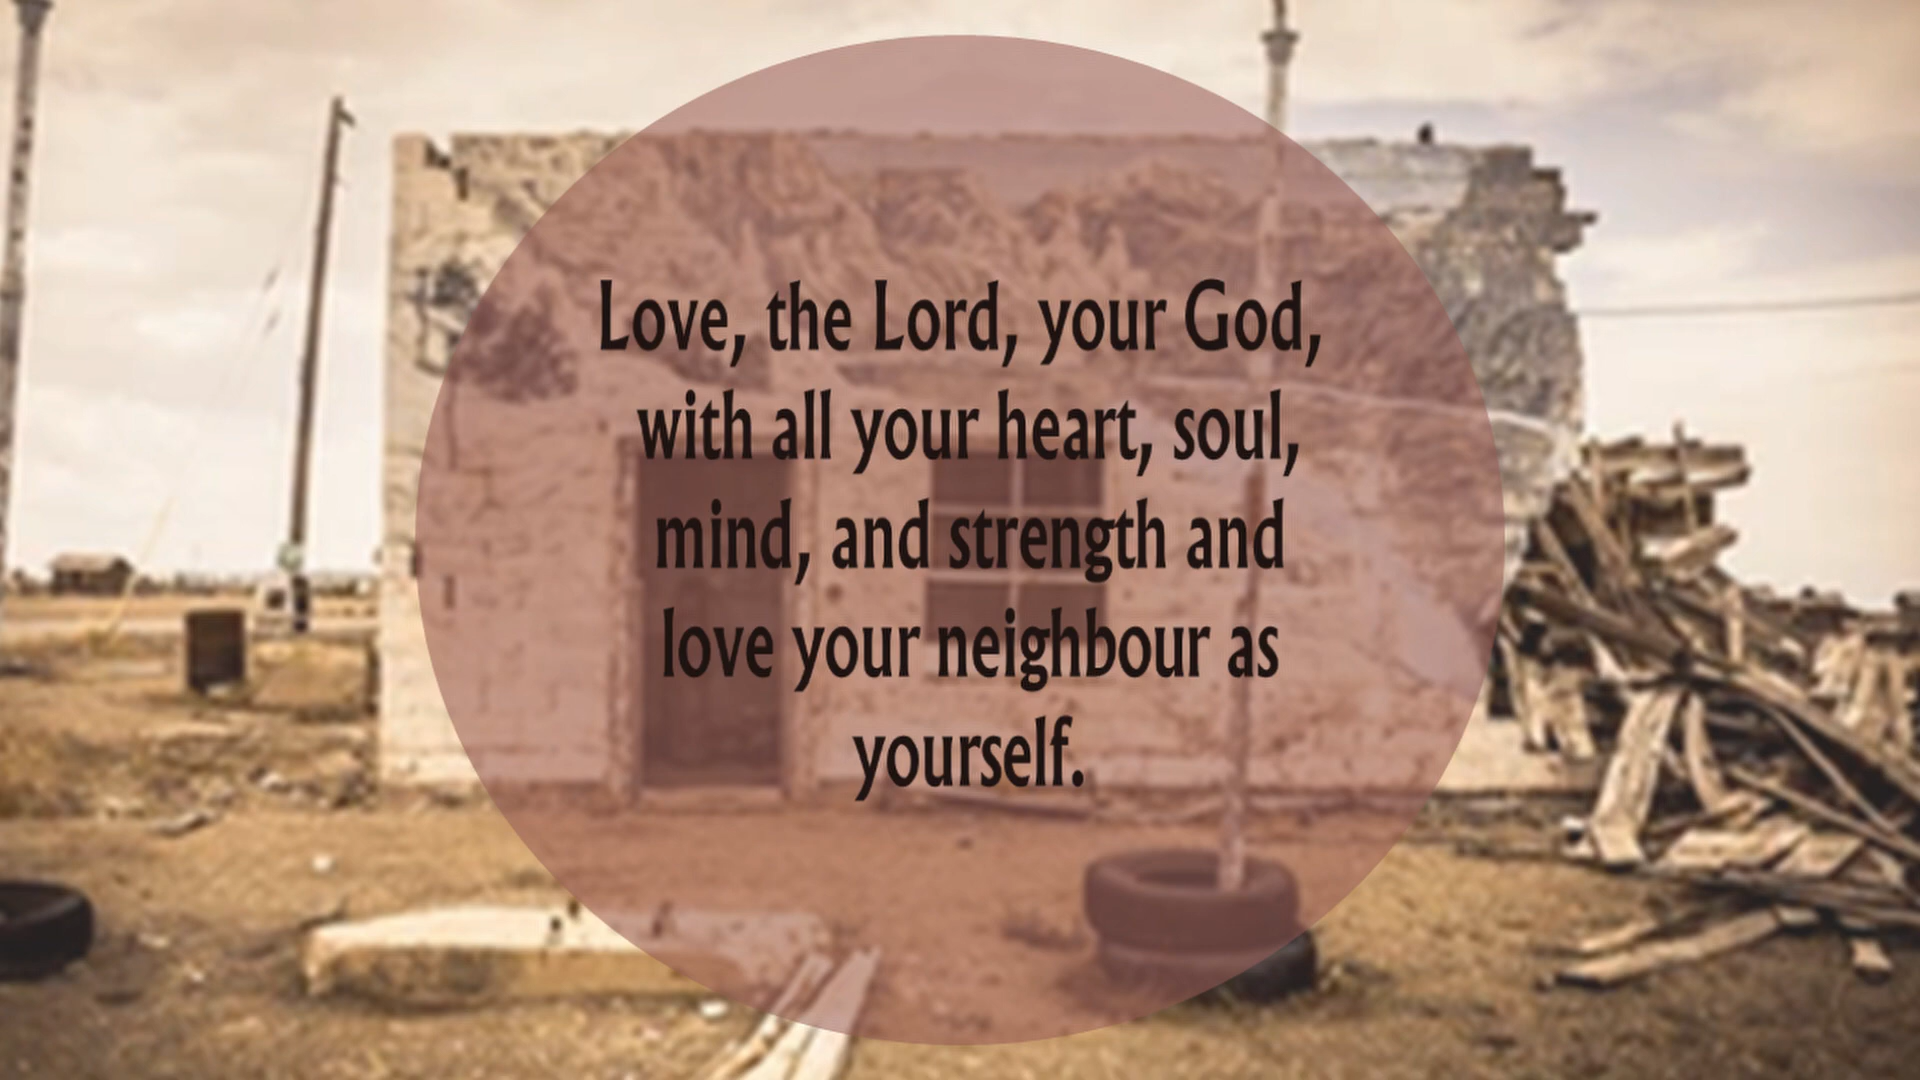 Love, the Lord, your God,
with all your heart, soul,
mind, and strength and
love your neighbour as
yourself.